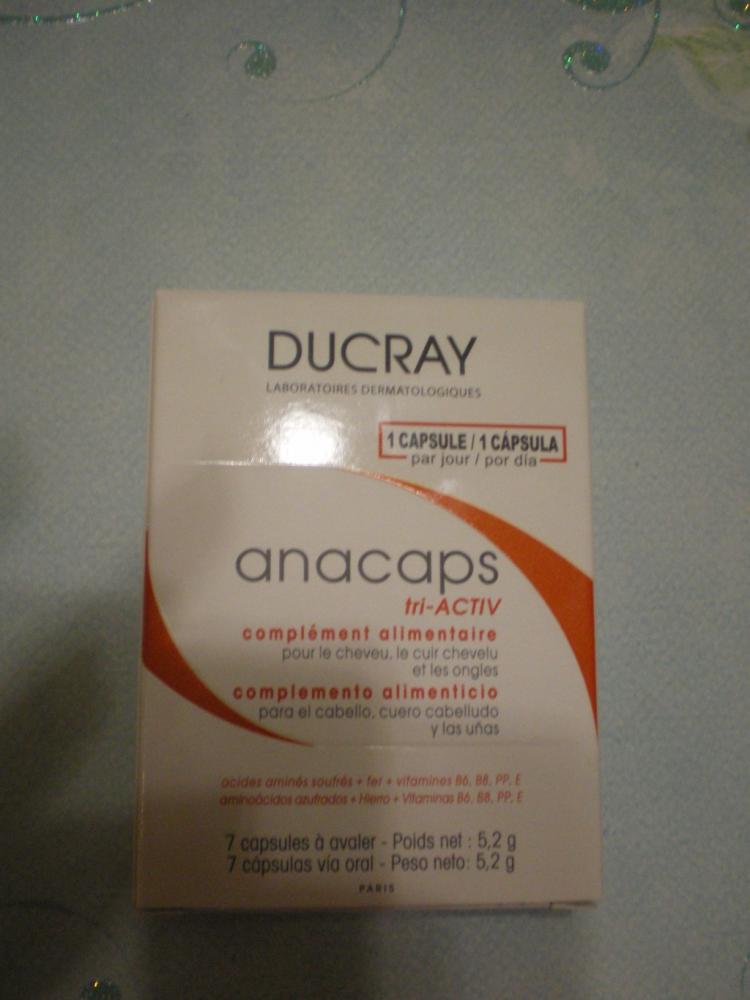 DUCRAY
LABORATOIRES DERMATOLOGIQUES
1 CAPSULE / 1 CÁPSULA
par jour / por día
anacaps
tri-ACTIV
complément alimentaire
pour le cheveu, le cuir chevelu
et les ongles
complemento alimenticio
para el cabello, cuero cabelludo
y las uñas
acides aminés soufrés + fer + vitamines B6, B8, PP, E
aminoácidos azufrados + Hierro + Vitaminas B6, B8, PP, E
7 capsules à avaler - Poids net : 5,2 g
7 cápsulas vía oral - Peso neto: 5,2 g
PARIS